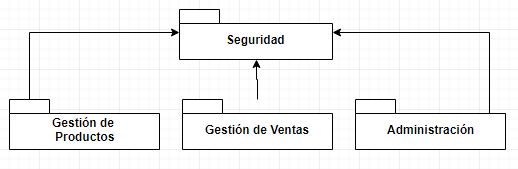 Seguridad
Gestión de
Productos
Gestión de Ventas
Administración